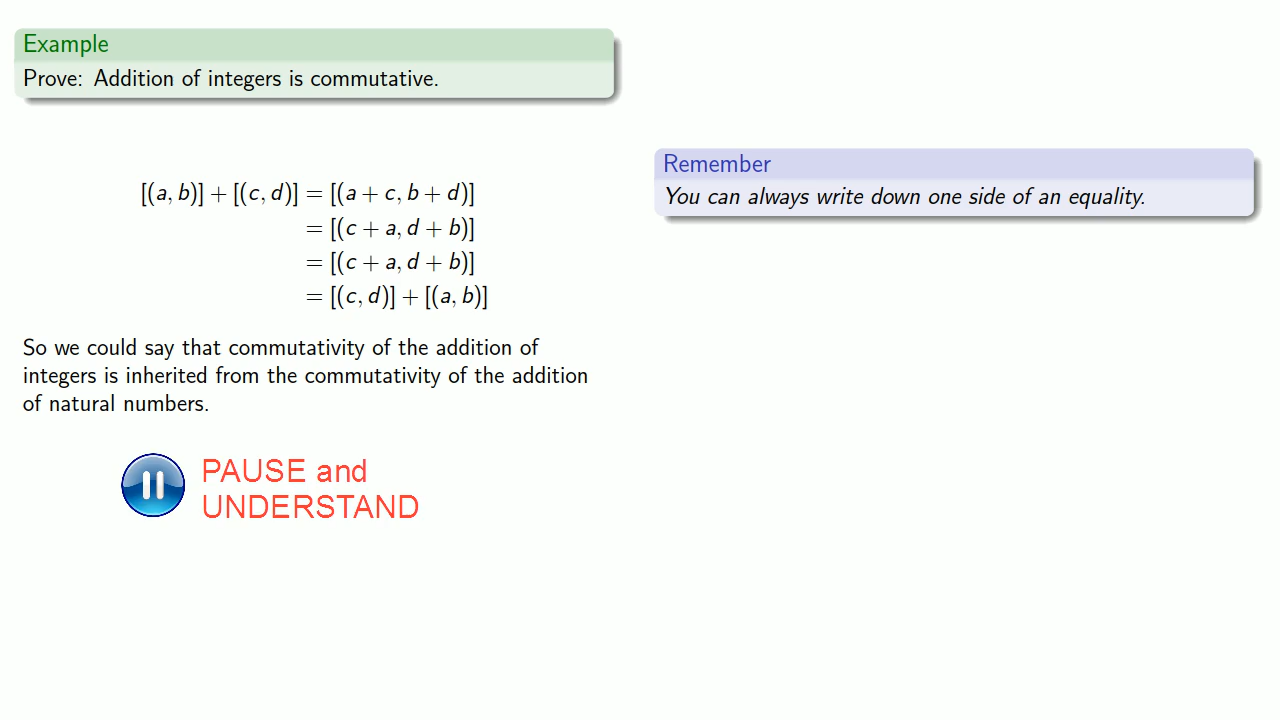 Example
Prove: Addition of integers is commutative.
Remember
You can always write down one side of an equality.
[(a, b)] + [(c, d)] = [(a + c, b + d)]
= [(c + a, d + b)]
= [(c + a, d + b)]
= [(c, d)] + [(a, b)]
So we could say that commutativity of the addition of
integers is inherited from the commutativity of the addition
of natural numbers.
PAUSE and
UNDERSTAND